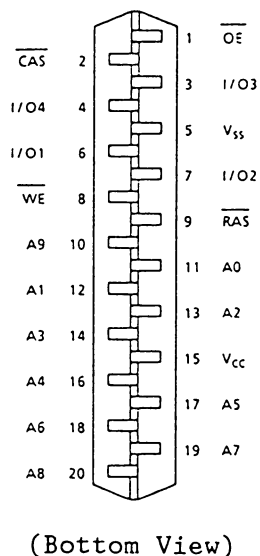 1 OE
CAS 2
3 I/O3
I/O4 4
5 Vss
I/O1 6
7 I/O2
WE 8
9 RAS
A9 10
11 A0
A1 12
13 A2
A3 14
15 Vcc
A4 16
17 A5
A6 18
19 A7
A8 20
(Bottom View)